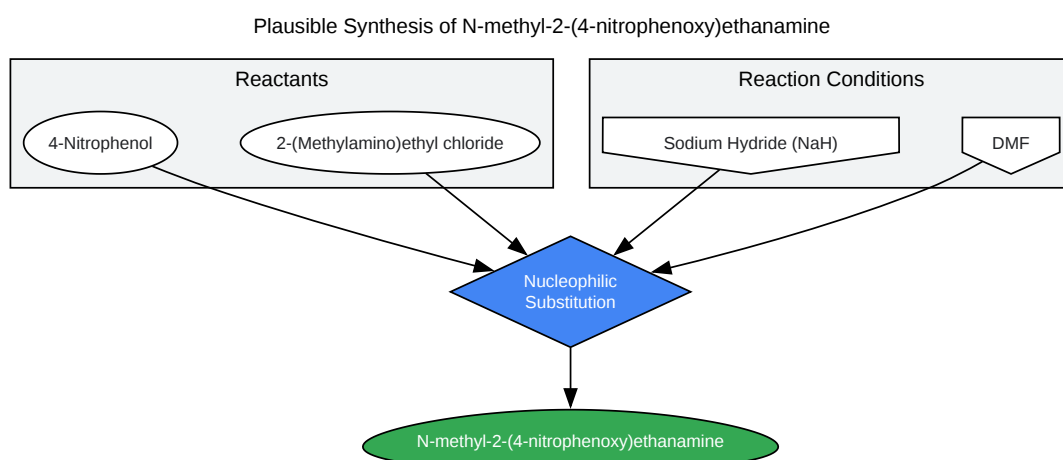 Plausible Synthesis of N-methyl-2-(4-nitrophenoxy)ethanamine
Reactants
Reaction Conditions
4-Nitrophenol
2-(Methylamino)ethyl chloride
Sodium Hydride (NaH)
DMF
Nucleophilic
Substitution
N-methyl-2-(4-nitrophenoxy)ethanamine